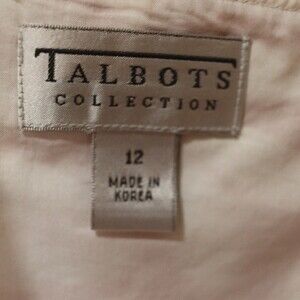 TALBOTS
COLLECTION
12
MADE IN
KOREA